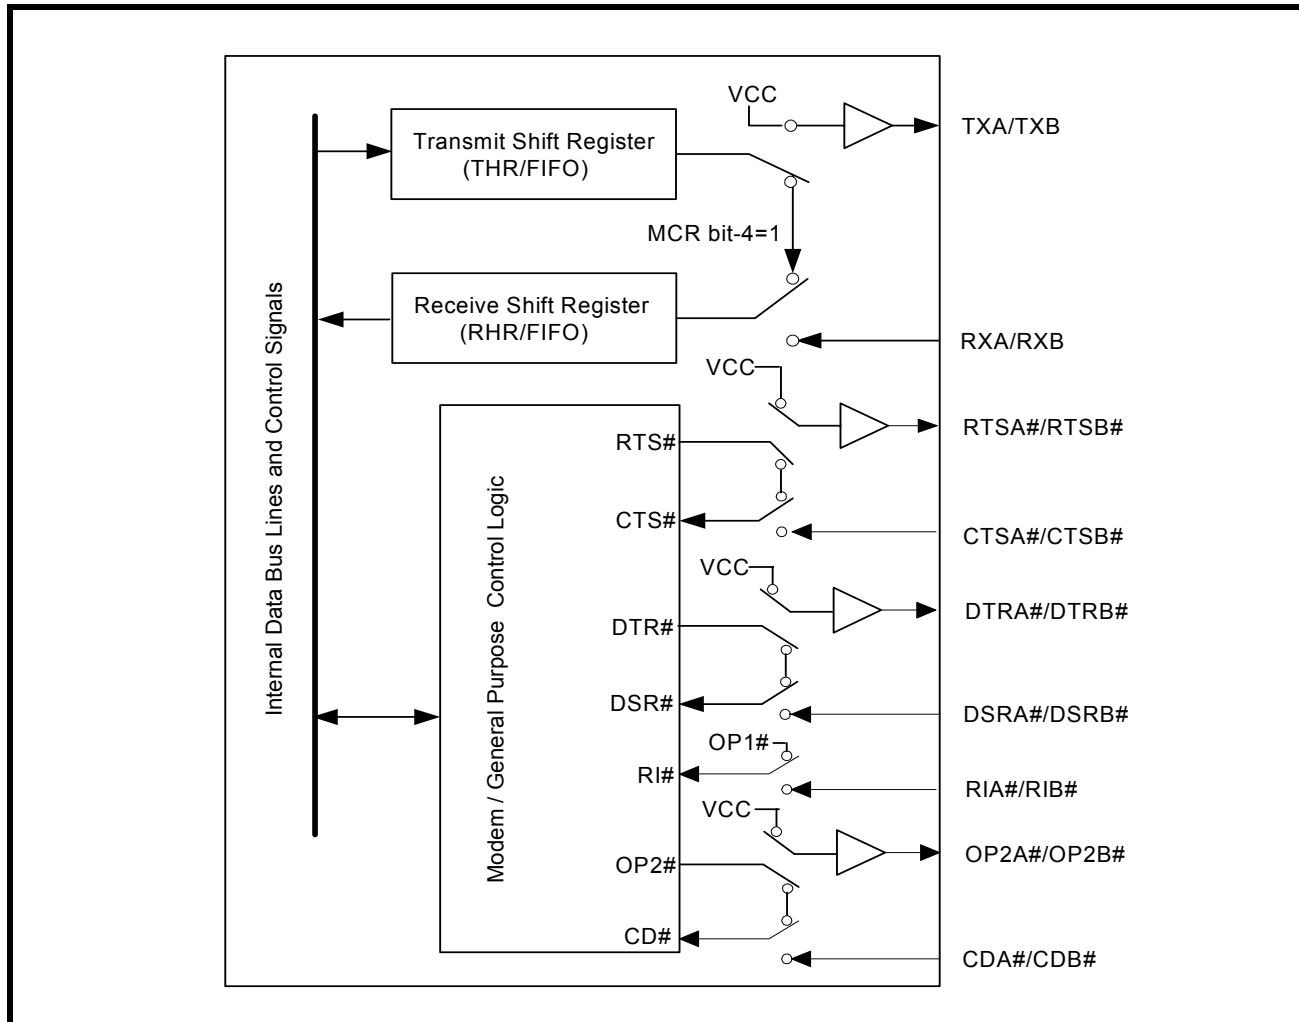 VCC
TXA/TXB
Transmit Shift Register
(THR/FIFO)
MCR bit-4=1
Receive Shift Register
(RHR/FIFO)
RXA/RXB
VCC
RTSA#/RTSB#
RTS#
CTS#
CTSA#/CTSB#
VCC
DTRA#/DTRB#
DTR#
DSR#
DSRA#/DSRB#
OP1#
RI#
RIA#/RIB#
VCC
OP2A#/OP2B#
OP2#
CD#
CDA#/CDB#
Internal Data Bus Lines and Control Signals
Modem / General Purpose Control Logic